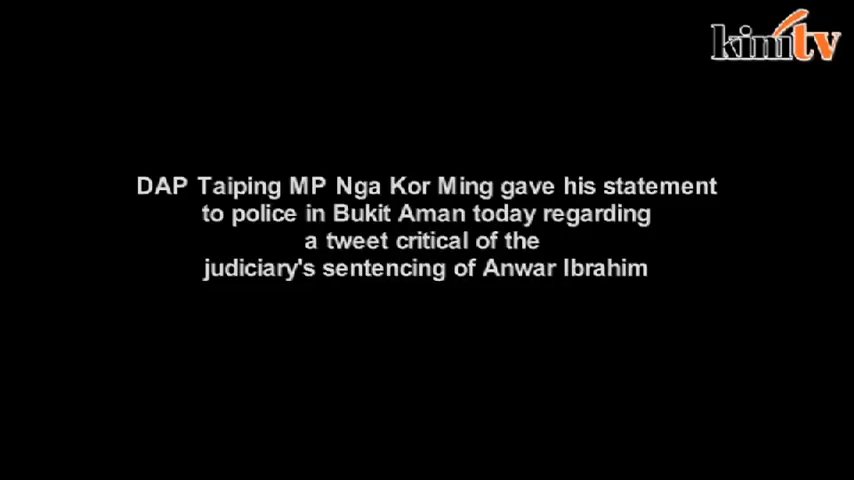 kinitv
DAP Taiping MP Nga Kor Ming gave his statement
to police in Bukit Aman today regarding
a tweet critical of the
judiciary's sentencing of Anwar Ibrahim